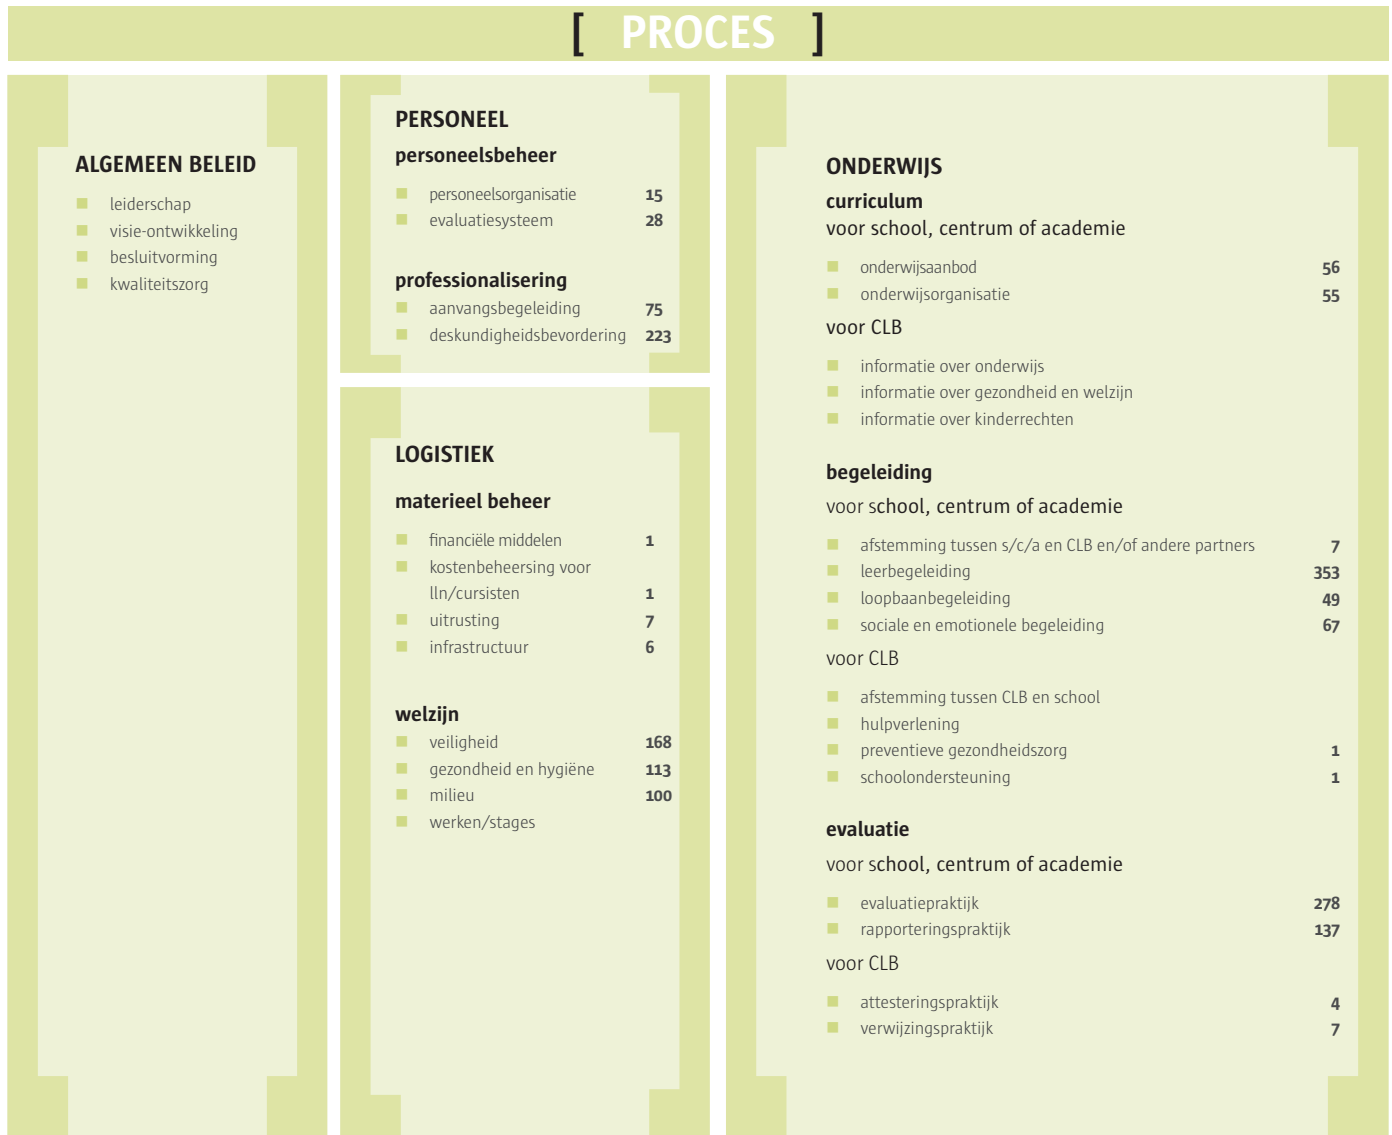 [ PROCES ]
ALGEMEEN BELEID
leiderschap
visie-ontwikkeling
besluitvorming
kwaliteitszorg
PERSONEEL
personeelsbeheer
personeelsorganisatie 15
evaluatiesysteem 28
professionalisering
aanvangsbegeleiding 75
deskundigheidsbevordering 223
LOGISTIEK
materieel beheer
financiële middelen 1
kostenbeheersing voor
lln/cursisten 1
uitrusting 7
infrastructuur 6
welzijn
veiligheid 168
gezondheid en hygiëne 113
milieu 100
werken/stages
ONDERWIJS
curriculum
voor school, centrum of academie
onderwijsaanbod 56
onderwijsorganisatie 55
voor CLB
informatie over onderwijs
informatie over gezondheid en welzijn
informatie over kinderrechten
begeleiding
voor school, centrum of academie
afstemming tussen s/c/a en CLB en/of andere partners 7
leerbegeleiding 353
loopbaanbegeleiding 49
sociale en emotionele begeleiding 67
voor CLB
afstemming tussen CLB en school
hulpverlening
preventieve gezondheidszorg 1
schoolondersteuning 1
evaluatie
voor school, centrum of academie
evaluatiepraktijk 278
rapporteringspraktijk 137
voor CLB
attesteringspraktijk 4
verwijzingspraktijk 7